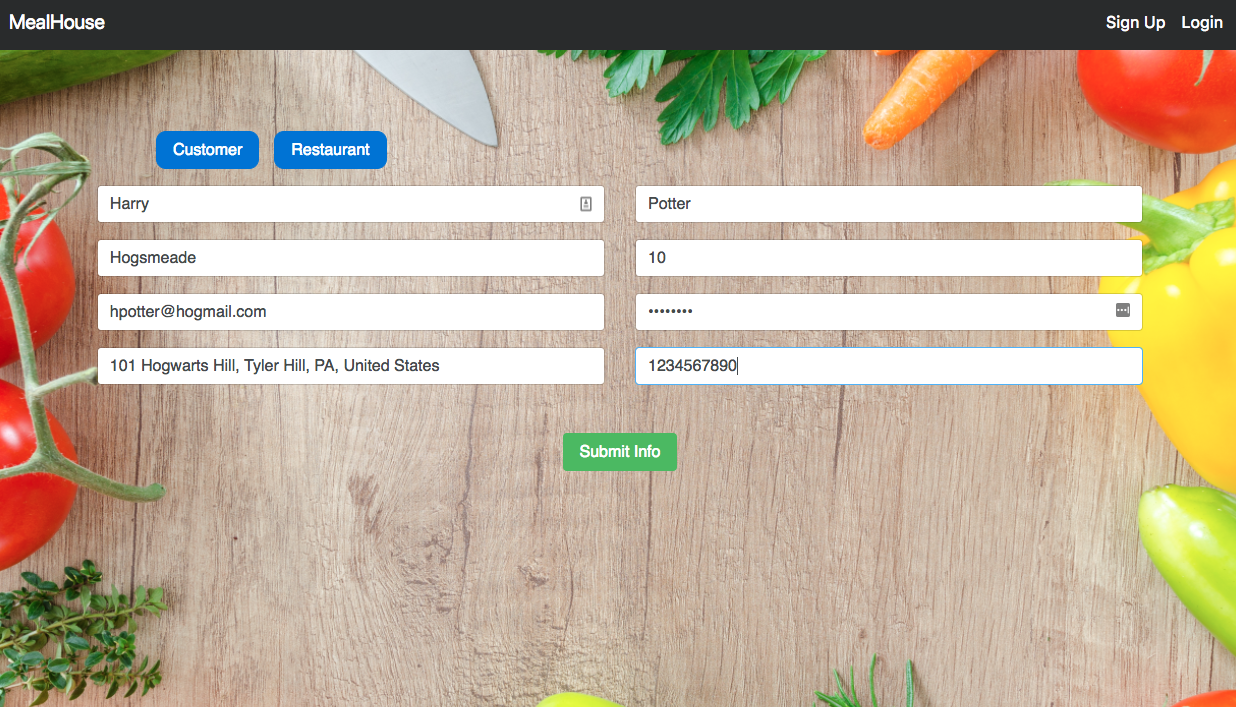 MealHouse Sign Up Login
Customer Restaurant
Harry Potter
Hogsmeade 10
hpotter@hogmail.com ••••••••
101 Hogwarts Hill, Tyler Hill, PA, United States 1234567890
Submit Info